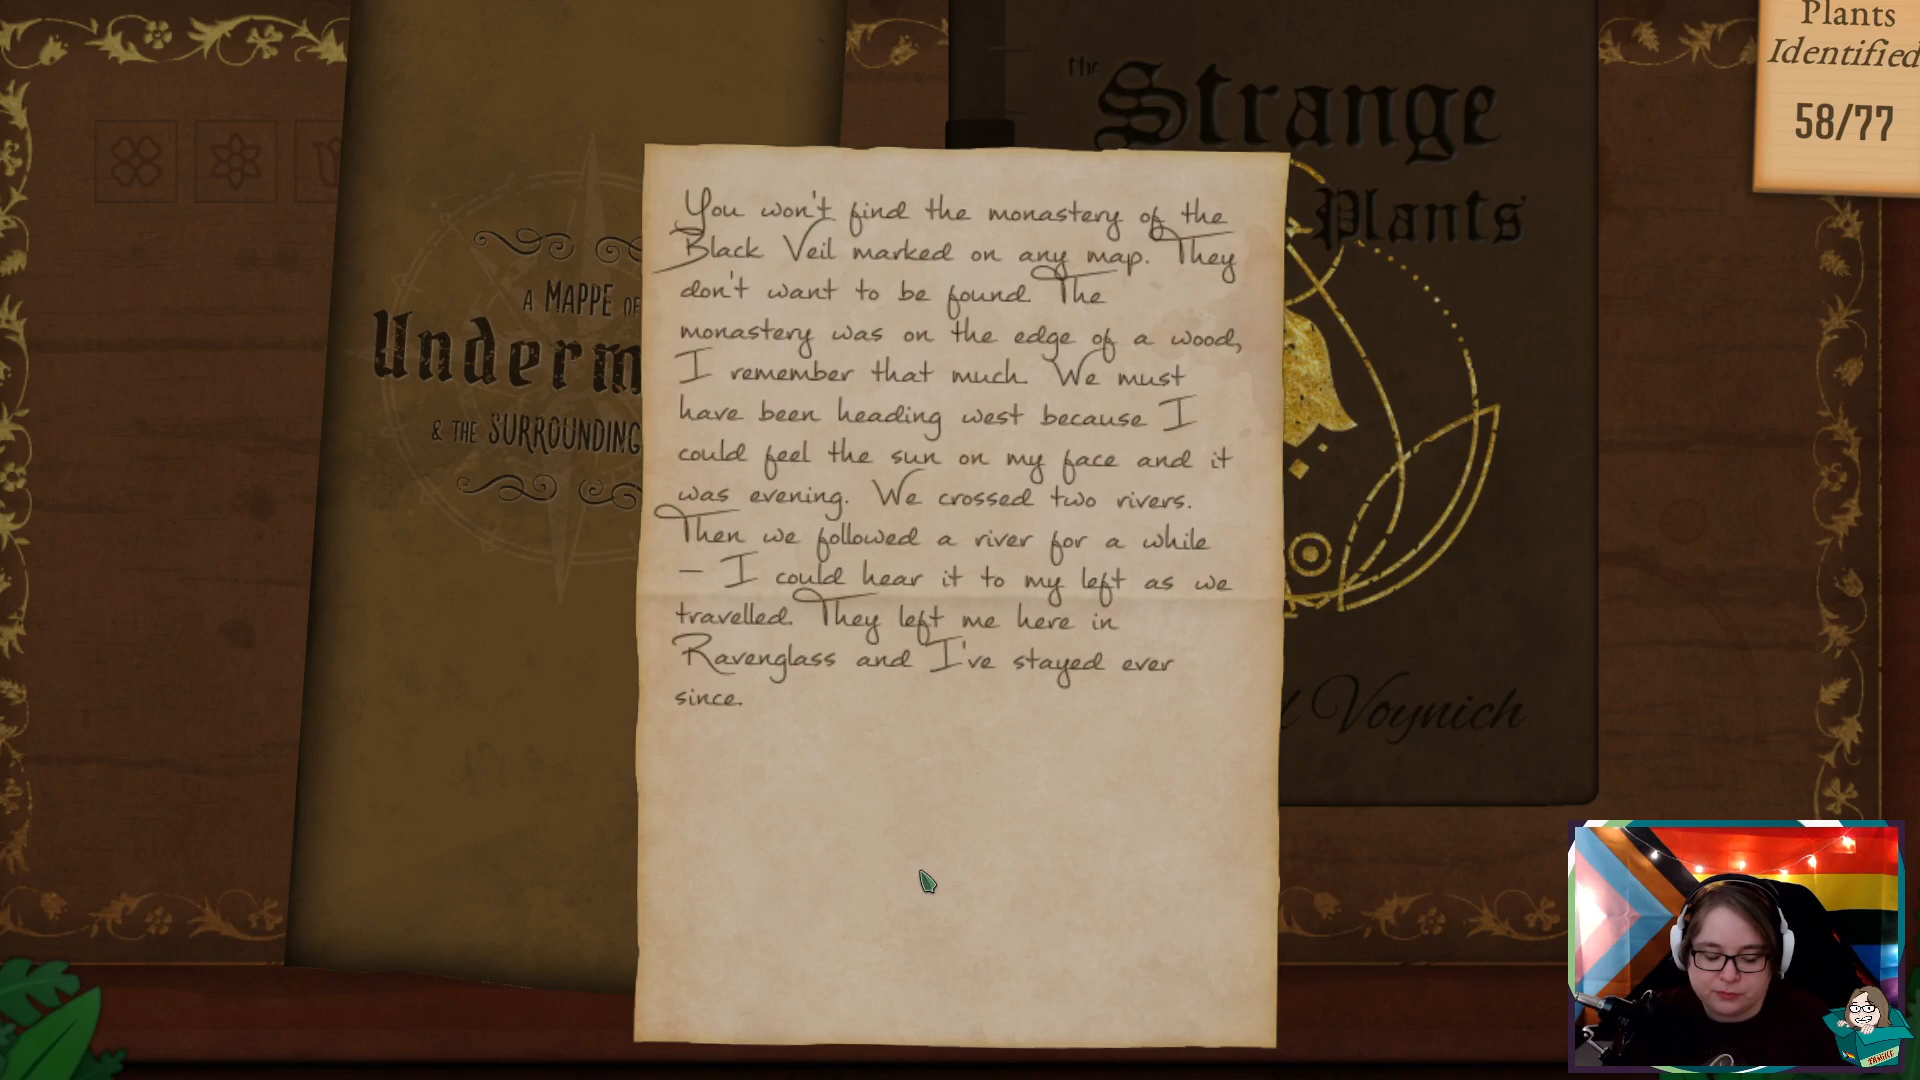 Plants
Identified
58/77
the
Strange
Plants
A MAPPE OF
Underm
& THE SURROUNDING
Voynich
You won't find the monastery of the
Black Veil marked on any map. They
don't want to be found. The
monastery was on the edge of a wood,
I remember that much. We must
have been heading west because I
could feel the sun on my face and it
was evening. We crossed two rivers.
Then we followed a river for a while
– I could hear it to my left as we
travelled. They left me here in
Ravenglass and I've stayed ever
since.
FRAGILE